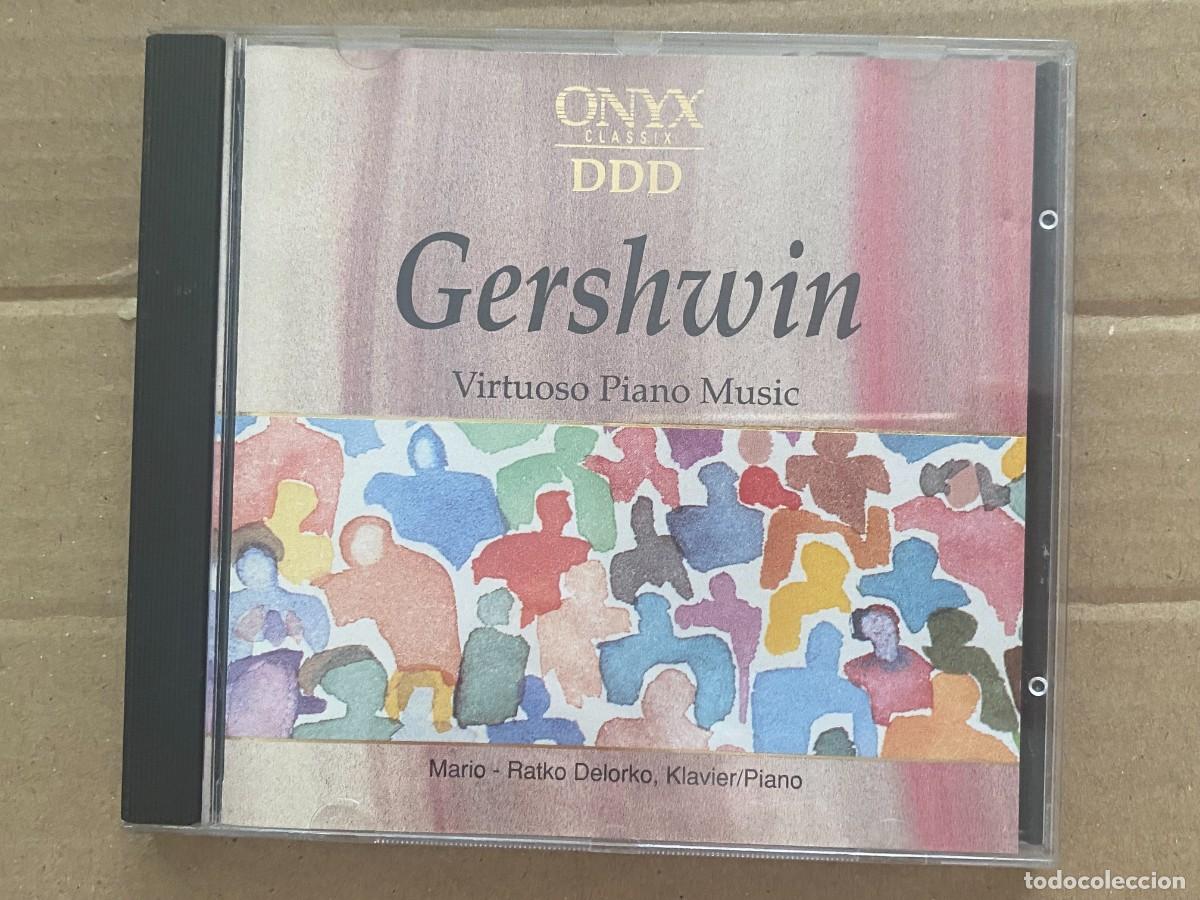 ONYX
CLASSIX
DDD
Gershwin
Virtuoso Piano Music
Mario - Ratko Delorko, Klavier/Piano
todocoleccion